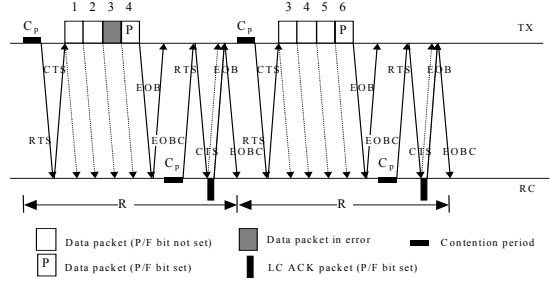 1 2 3 4 3 4 5 6
Cp P Cp P TX
CTS RTS EOB CTS RTS EOB
EOB EOB
RTS EOBC CTS EOBC RTS EOBC CTS EOBC
Cp Cp
RC
R R
Data packet (P/F bit not set) Data packet in error Contention period
P Data packet (P/F bit set) LC ACK packet (P/F bit set)